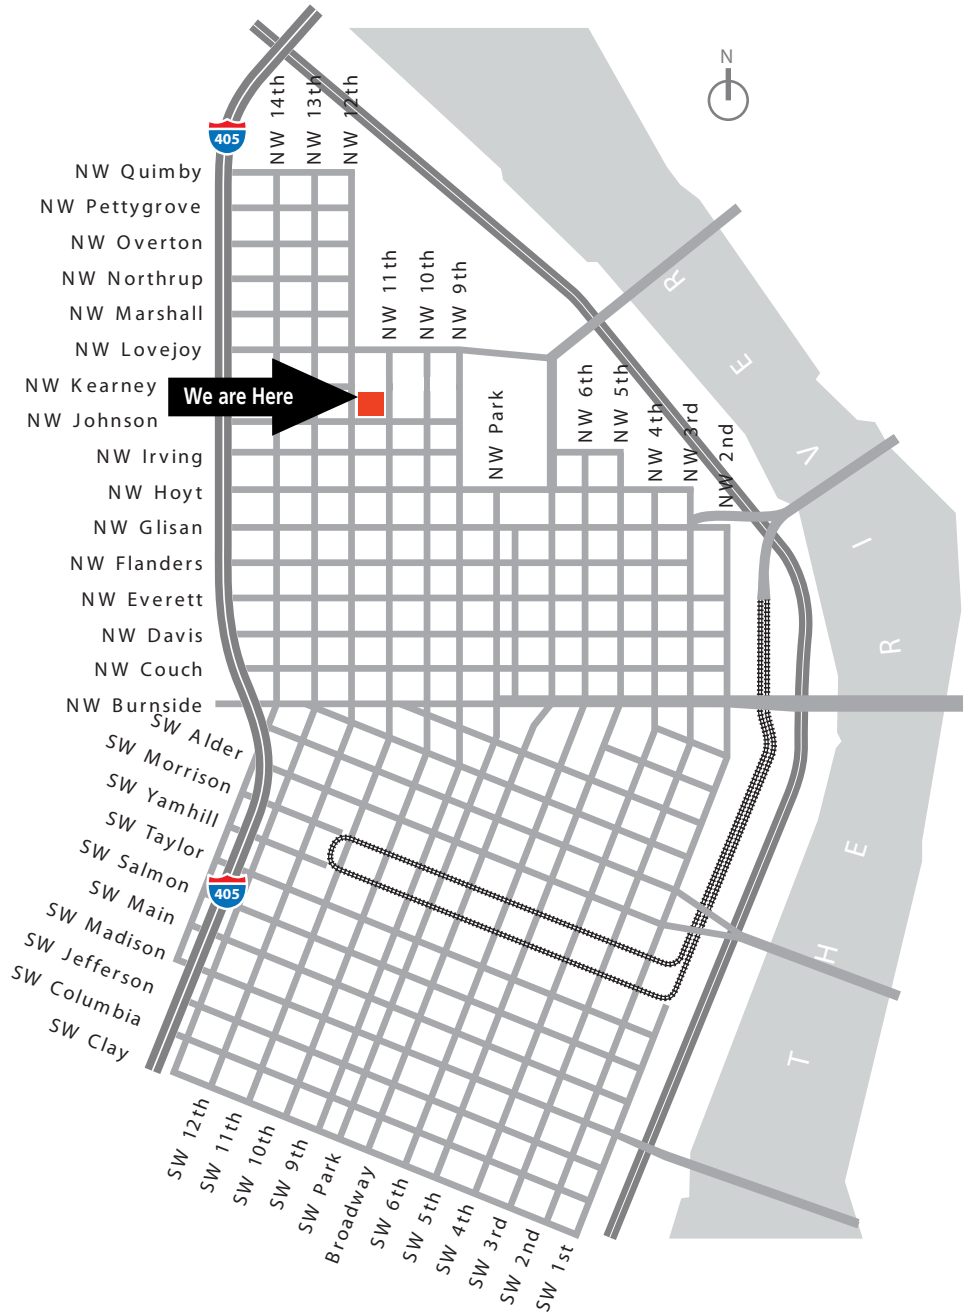 N
NW 14th
NW 13th
NW 12th
405
NW Quimby
NW Pettygrove
NW Overton
NW Northrup
NW Marshall
NW Lovejoy
NW Kearney
NW Johnson
NW Irving
NW Hoyt
NW Glisan
NW Flanders
NW Everett
NW Davis
NW Couch
NW Burnside
NW 11th
NW 10th
NW 9th
We are Here
NW Park
NW 6th
NW 5th
NW 4th
NW 3rd
NW 2nd
THE RIVER
SW Alder
SW Morrison
SW Yamhill
SW Taylor
SW Salmon
SW Main
SW Madison
SW Jefferson
SW Columbia
SW Clay
405
SW 12th
SW 11th
SW 10th
SW 9th
SW Park
Broadway
SW 6th
SW 5th
SW 4th
SW 3rd
SW 2nd
SW 1st